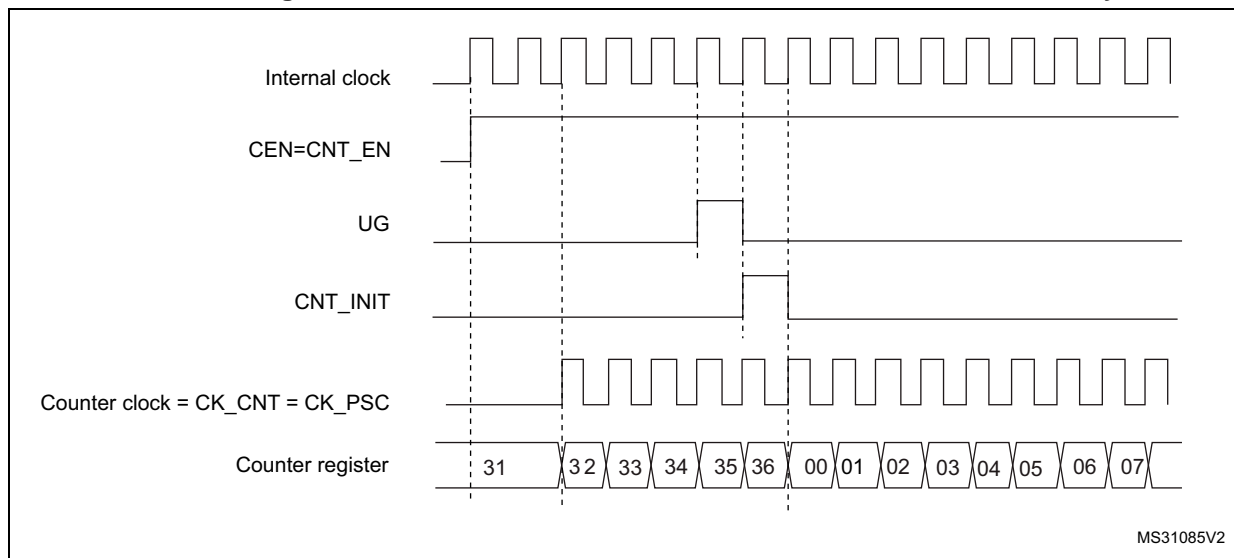 Internal clock
CEN=CNT_EN
UG
CNT_INIT
Counter clock = CK_CNT = CK_PSC
Counter register 31 32 33 34 35 36 00 01 02 03 04 05 06 07
MS31085V2